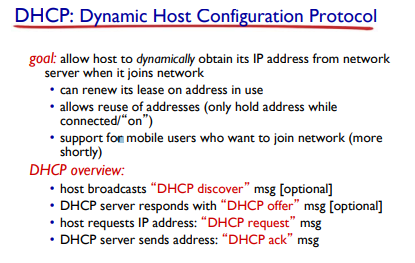 DHCP: Dynamic Host Configuration Protocol
goal: allow host to dynamically obtain its IP address from network
server when it joins network
• can renew its lease on address in use
• allows reuse of addresses (only hold address while
connected/“on”)
• support for mobile users who want to join network (more
shortly)
DHCP overview:
• host broadcasts “DHCP discover” msg [optional]
• DHCP server responds with “DHCP offer” msg [optional]
• host requests IP address: “DHCP request” msg
• DHCP server sends address: “DHCP ack” msg